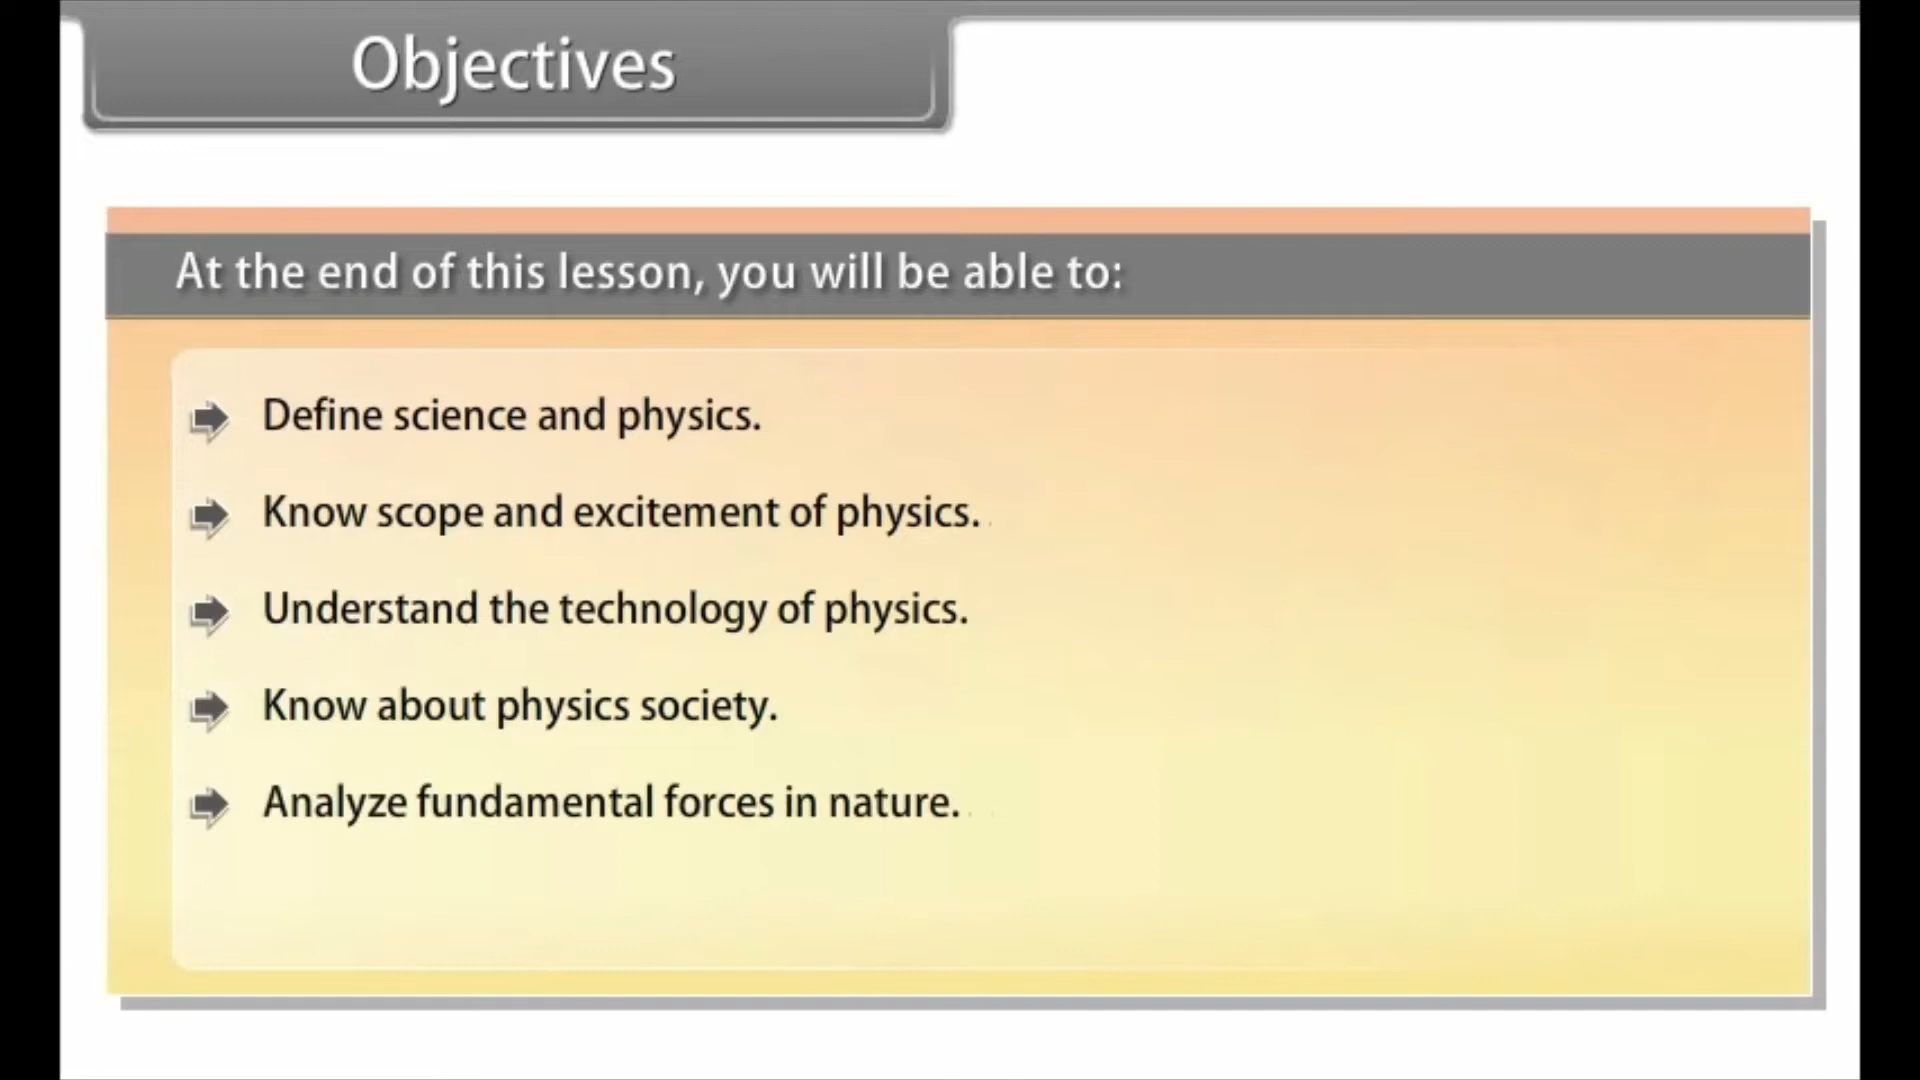 Objectives
At the end of this lesson, you will be able to:
Define science and physics.
Know scope and excitement of physics.
Understand the technology of physics.
Know about physics society.
Analyze fundamental forces in nature.